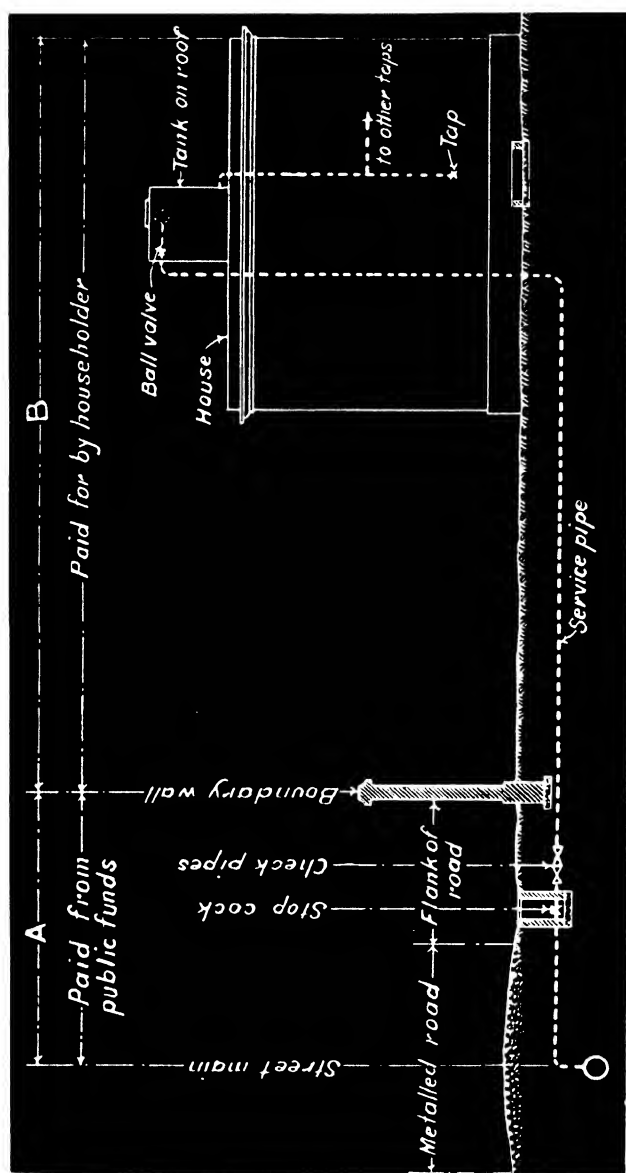 A
B
Paid from
public funds
Paid for by householder
Street main
Stop cock
Check pipes
Boundary wall
Metalled road
Flank of
road
House
Ball valve
Tank on roof
to other taps
Tap
Service pipe